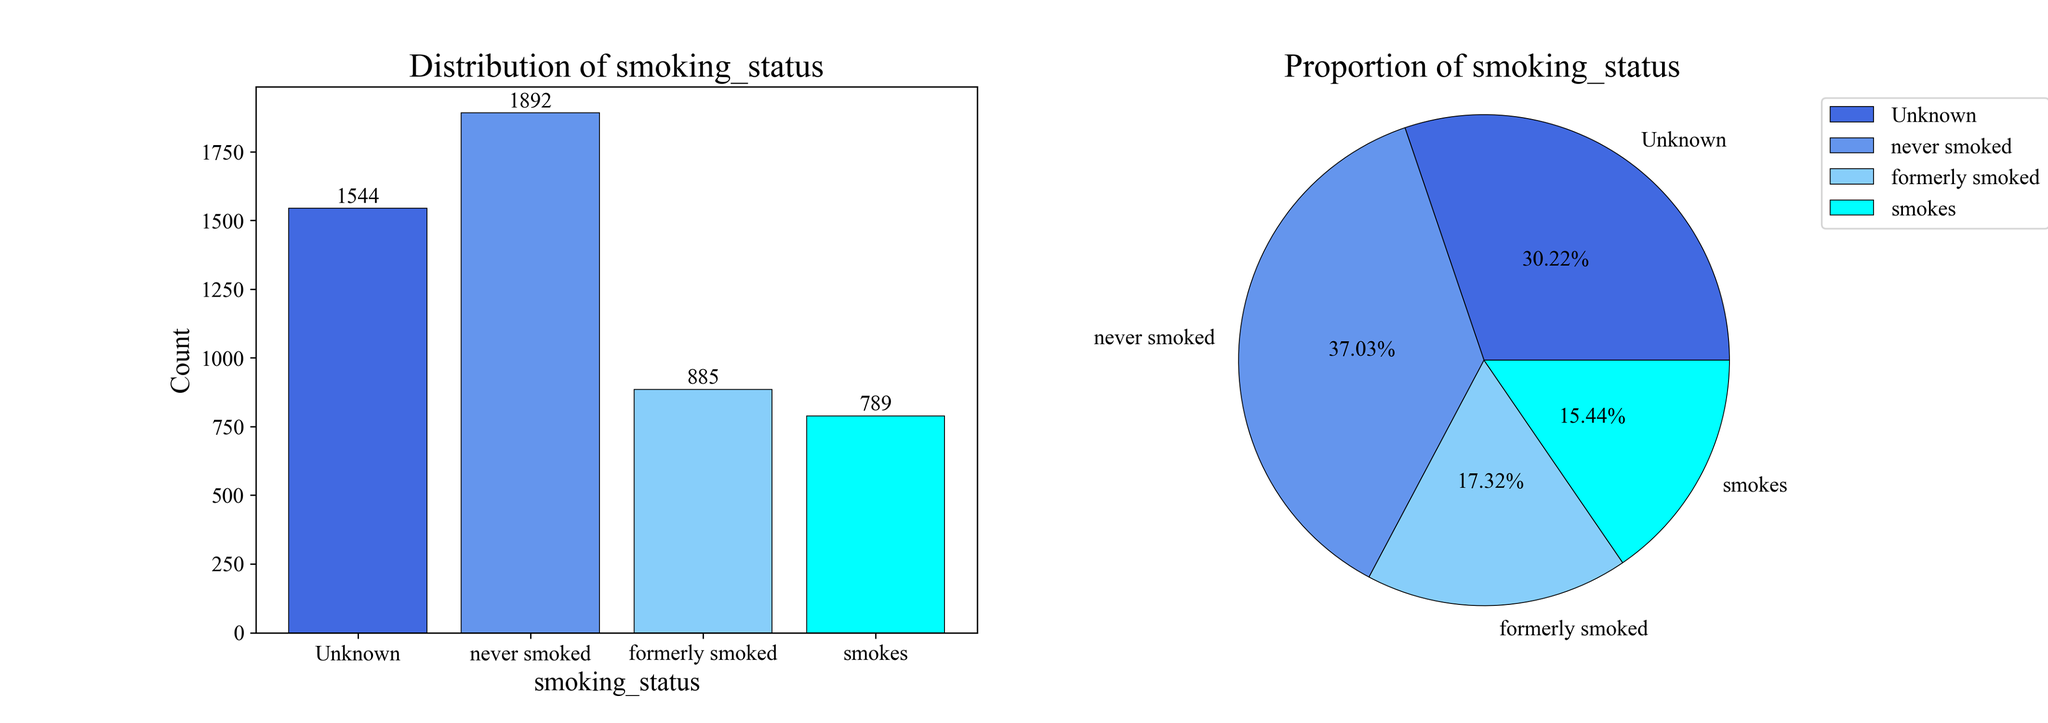 Distribution of smoking_status
1892
1544
885
789
1750
1500
1250
1000
750
500
250
0
Count
Unknown never smoked formerly smoked smokes
smoking_status
Proportion of smoking_status
Unknown
never smoked
formerly smoked
smokes
30.22%
37.03%
17.32%
15.44%
Unknown
never smoked
formerly smoked
smokes